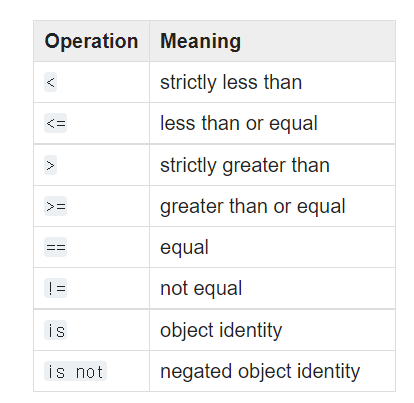 Operation Meaning
< strictly less than
<= less than or equal
> strictly greater than
>= greater than or equal
== equal
!= not equal
is object identity
is not negated object identity